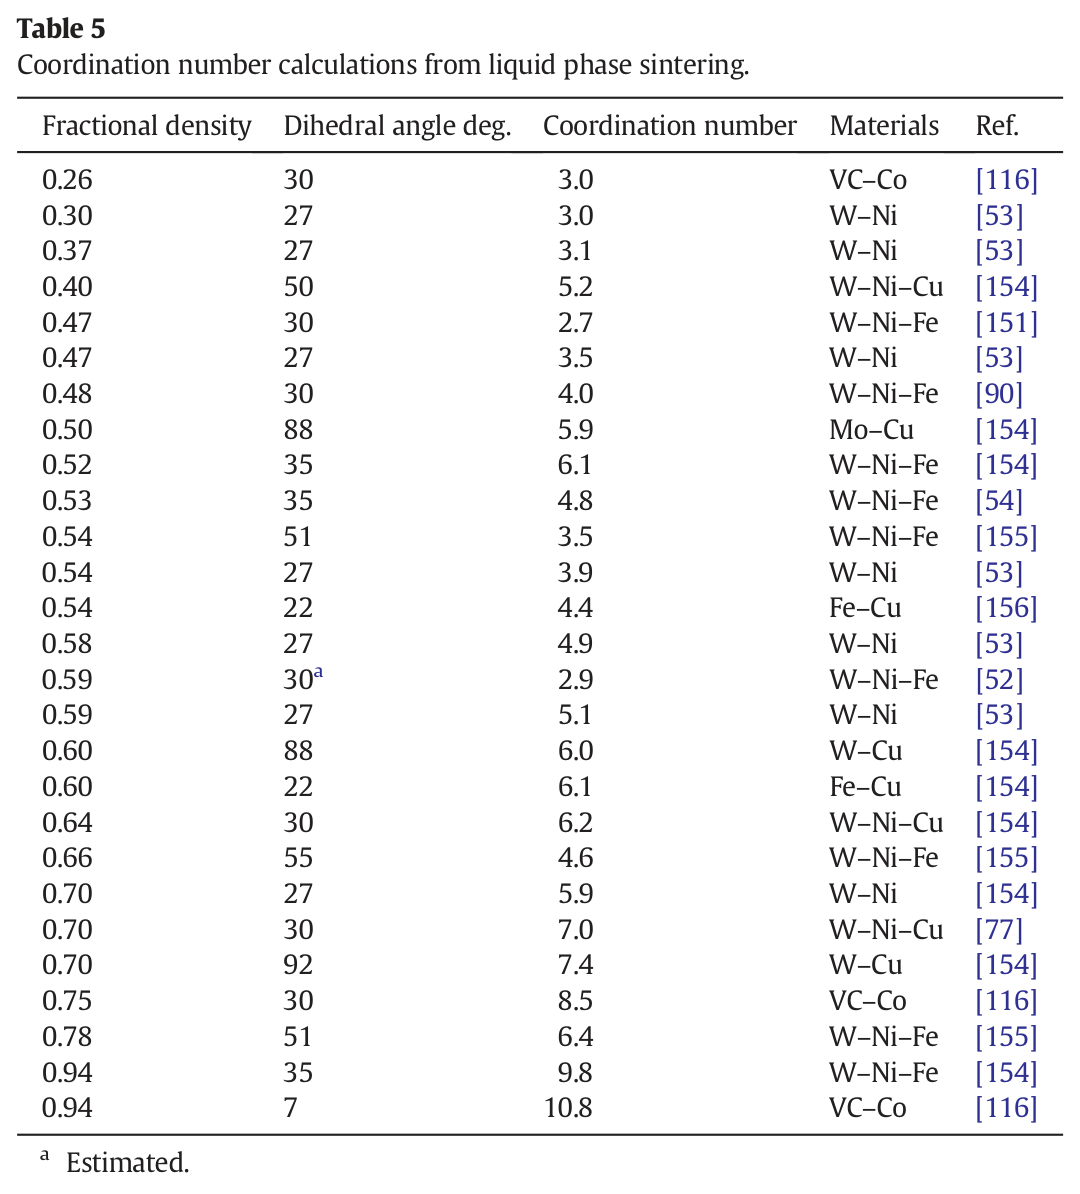 Table 5
Coordination number calculations from liquid phase sintering.
Fractional density Dihedral angle deg. Coordination number Materials Ref.
0.26 30 3.0 VC–Co [116]
0.30 27 3.0 W–Ni [53]
0.37 27 3.1 W–Ni [53]
0.40 50 5.2 W–Ni–Cu [154]
0.47 30 2.7 W–Ni–Fe [151]
0.47 27 3.5 W–Ni [53]
0.48 30 4.0 W–Ni–Fe [90]
0.50 88 5.9 Mo–Cu [154]
0.52 35 6.1 W–Ni–Fe [154]
0.53 35 4.8 W–Ni–Fe [54]
0.54 51 3.5 W–Ni–Fe [155]
0.54 27 3.9 W–Ni [53]
0.54 22 4.4 Fe–Cu [156]
0.58 27 4.9 W–Ni [53]
0.59 30a 2.9 W–Ni–Fe [52]
0.59 27 5.1 W–Ni [53]
0.60 88 6.0 W–Cu [154]
0.60 22 6.1 Fe–Cu [154]
0.64 30 6.2 W–Ni–Cu [154]
0.66 55 4.6 W–Ni–Fe [155]
0.70 27 5.9 W–Ni [154]
0.70 30 7.0 W–Ni–Cu [77]
0.70 92 7.4 W–Cu [154]
0.75 30 8.5 VC–Co [116]
0.78 51 6.4 W–Ni–Fe [155]
0.94 35 9.8 W–Ni–Fe [154]
0.94 7 10.8 VC–Co [116]
a Estimated.